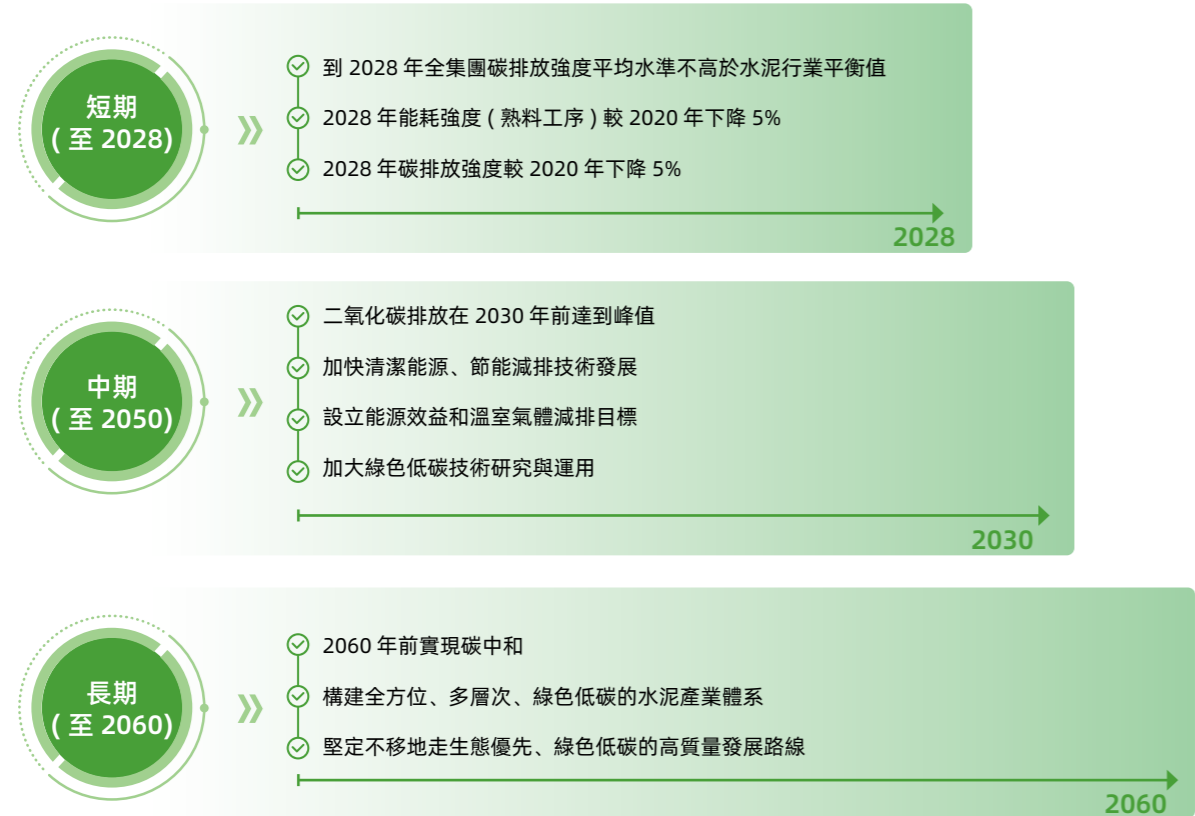 短期
( 至 2028)
到 2028 年全集團碳排放強度平均水準不高於水泥行業平衡值
2028 年能耗強度 ( 熟料工序 ) 較 2020 年下降 5%
2028 年碳排放強度較 2020 年下降 5%
2028
中期
( 至 2050)
二氧化碳排放在 2030 年前達到峰值
加快清潔能源、節能減排技術發展
設立能源效益和溫室氣體減排目標
加大綠色低碳技術研究與運用
2030
長期
( 至 2060)
2060 年前實現碳中和
構建全方位、多層次、綠色低碳的水泥產業體系
堅定不移地走生態優先、綠色低碳的高質量發展路線
2060